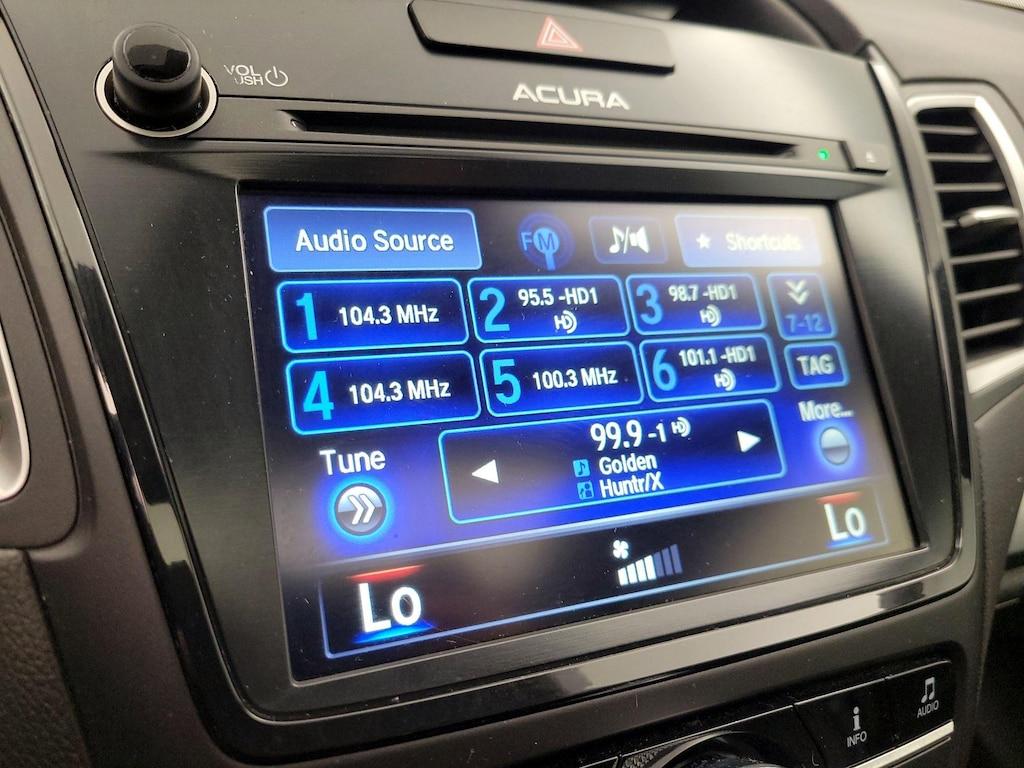 VOL
PUSH
ACURA
Audio Source
FM
Shortcuts
1 104.3 MHz
2 95.5 -HD1
3 98.7 -HD1
7-12
4 104.3 MHz
5 100.3 MHz
6 101.1 -HD1
TAG
More...
99.9 -1
Golden
Huntr/X
Tune
Lo
Lo
INFO
AUDIO